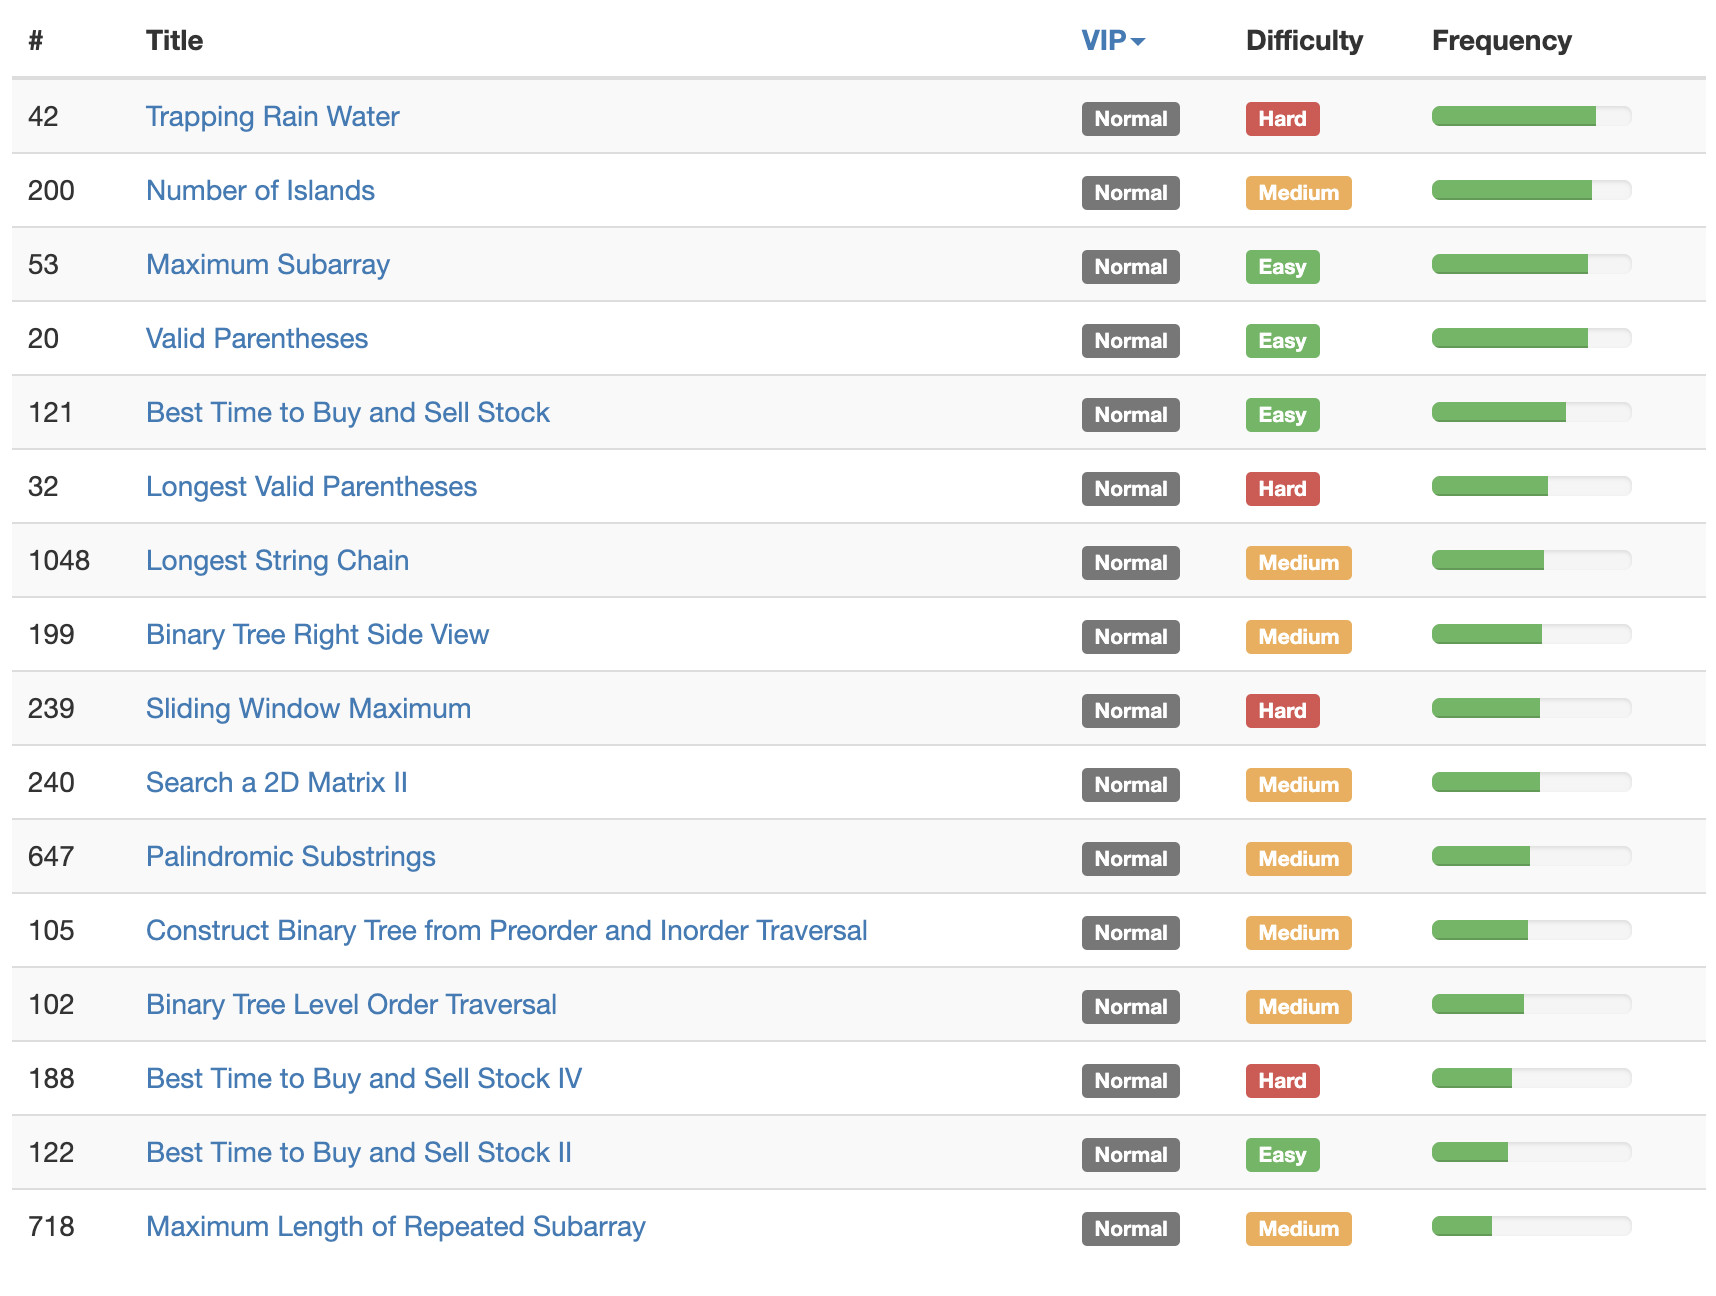 # Title VIP Difficulty Frequency
42 Trapping Rain Water Normal Hard
200 Number of Islands Normal Medium
53 Maximum Subarray Normal Easy
20 Valid Parentheses Normal Easy
121 Best Time to Buy and Sell Stock Normal Easy
32 Longest Valid Parentheses Normal Hard
1048 Longest String Chain Normal Medium
199 Binary Tree Right Side View Normal Medium
239 Sliding Window Maximum Normal Hard
240 Search a 2D Matrix II Normal Medium
647 Palindromic Substrings Normal Medium
105 Construct Binary Tree from Preorder and Inorder Traversal Normal Medium
102 Binary Tree Level Order Traversal Normal Medium
188 Best Time to Buy and Sell Stock IV Normal Hard
122 Best Time to Buy and Sell Stock II Normal Easy
718 Maximum Length of Repeated Subarray Normal Medium